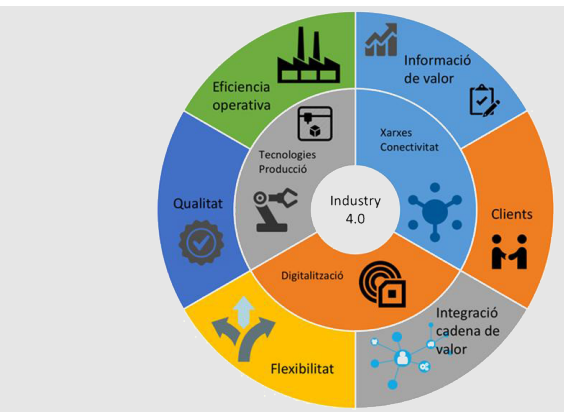 Informació
de valor
Eficiencia
operativa
Xarxes
Conectivitat
Tecnologies
Producció
Industry
4.0
Qualitat
Clients
Digitalització
Integració
cadena de
valor
Flexibilitat